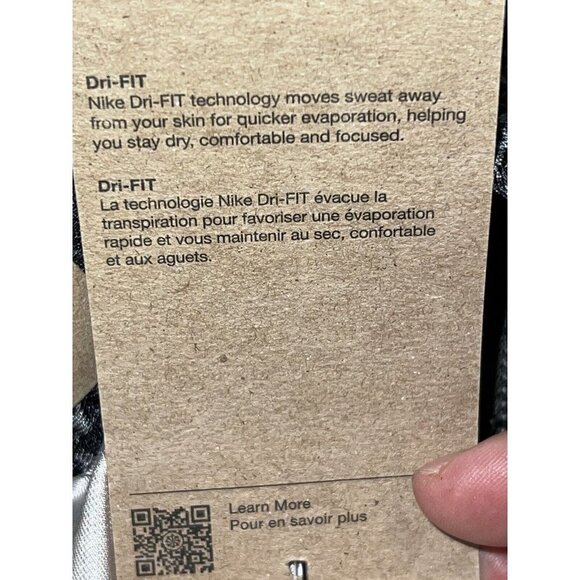 Dri-FIT
Nike Dri-FIT technology moves sweat away
from your skin for quicker evaporation, helping
you stay dry, comfortable and focused.
Dri-FIT
La technologie Nike Dri-FIT évacue la
transpiration pour favoriser une évaporation
rapide et vous maintenir au sec, confortable
et aux aguets.
Learn More
Pour en savoir plus